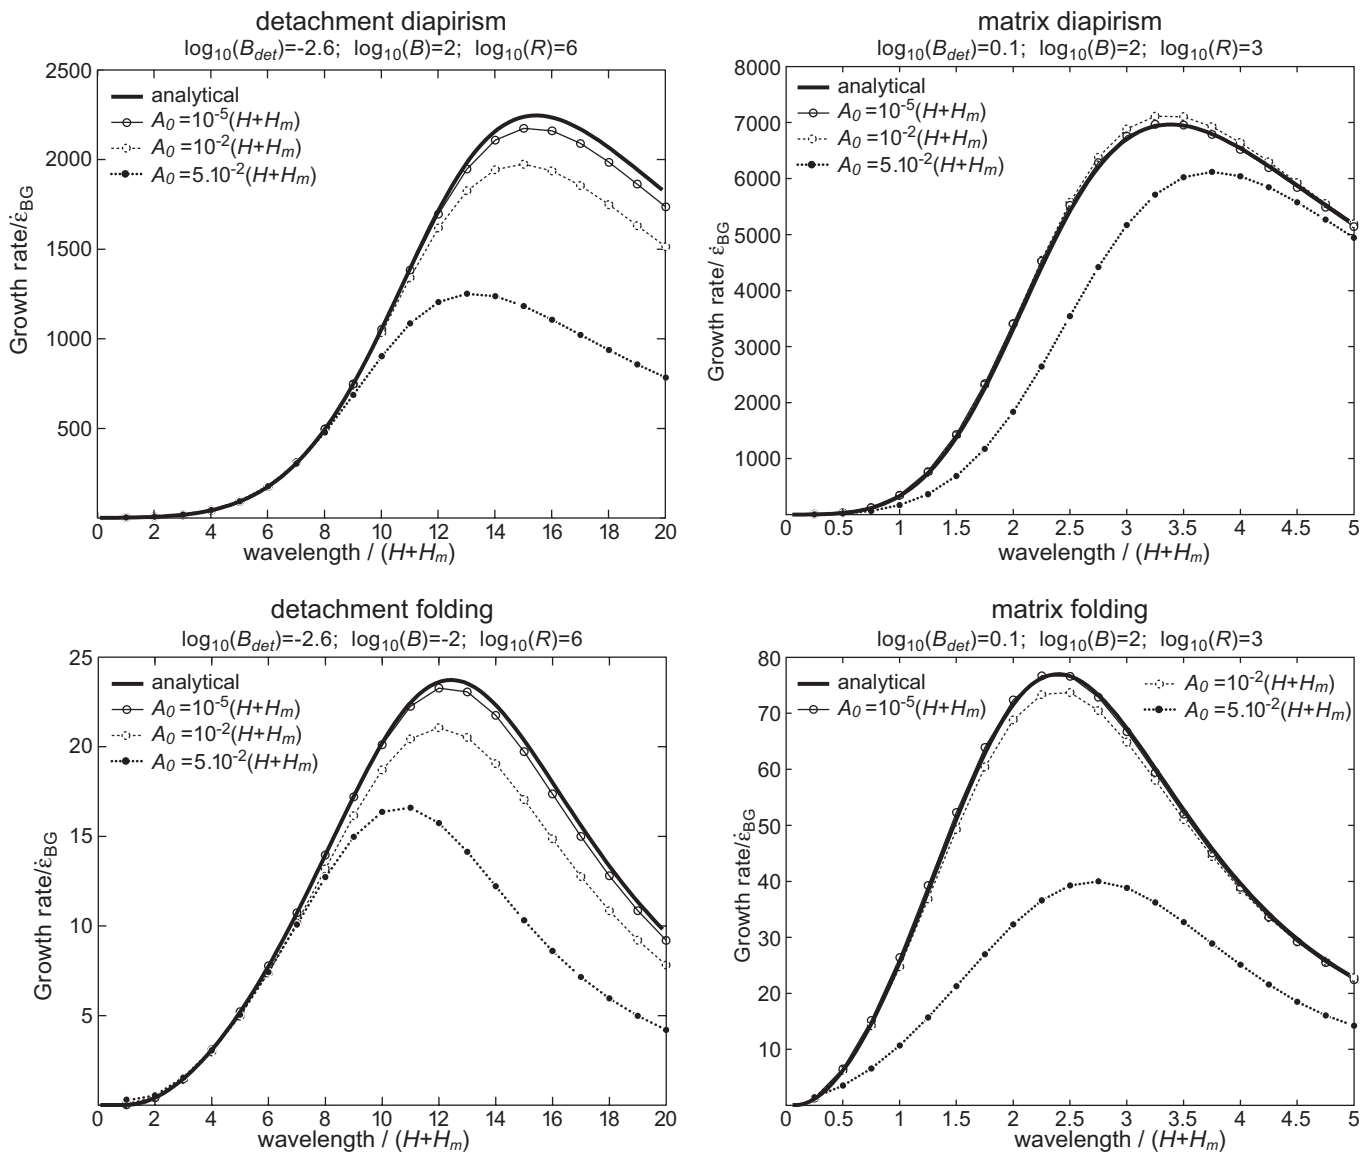 detachment diapirism
log10(Bdet)=-2.6; log10(B)=2; log10(R)=6
2500
2000
1500
1000
500
analytical
A0 =10-5(H+Hm)
A0 =10-2(H+Hm)
A0 =5.10-2(H+Hm)
Growth rate/ε̇BG
0 2 4 6 8 10 12 14 16 18 20
wavelength / (H+Hm)
matrix diapirism
log10(Bdet)=0.1; log10(B)=2; log10(R)=3
8000
7000
6000
5000
4000
3000
2000
1000
analytical
A0 =10-5(H+Hm)
A0 =10-2(H+Hm)
A0 =5.10-2(H+Hm)
Growth rate/ ε̇BG
0 0.5 1 1.5 2 2.5 3 3.5 4 4.5 5
wavelength / (H+Hm)
detachment folding
log10(Bdet)=-2.6; log10(B)=-2; log10(R)=6
25
20
15
10
5
analytical
A0 =10-5(H+Hm)
A0 =10-2(H+Hm)
A0 =5.10-2(H+Hm)
Growth rate/ε̇BG
0 2 4 6 8 10 12 14 16 18 20
wavelength / (H+Hm)
matrix folding
log10(Bdet)=0.1; log10(B)=2; log10(R)=3
80
70
60
50
40
30
20
10
analytical
A0 =10-5(H+Hm)
A0 =10-2(H+Hm)
A0 =5.10-2(H+Hm)
Growth rate/ε̇BG
0 0.5 1 1.5 2 2.5 3 3.5 4 4.5 5
wavelength / (H+Hm)